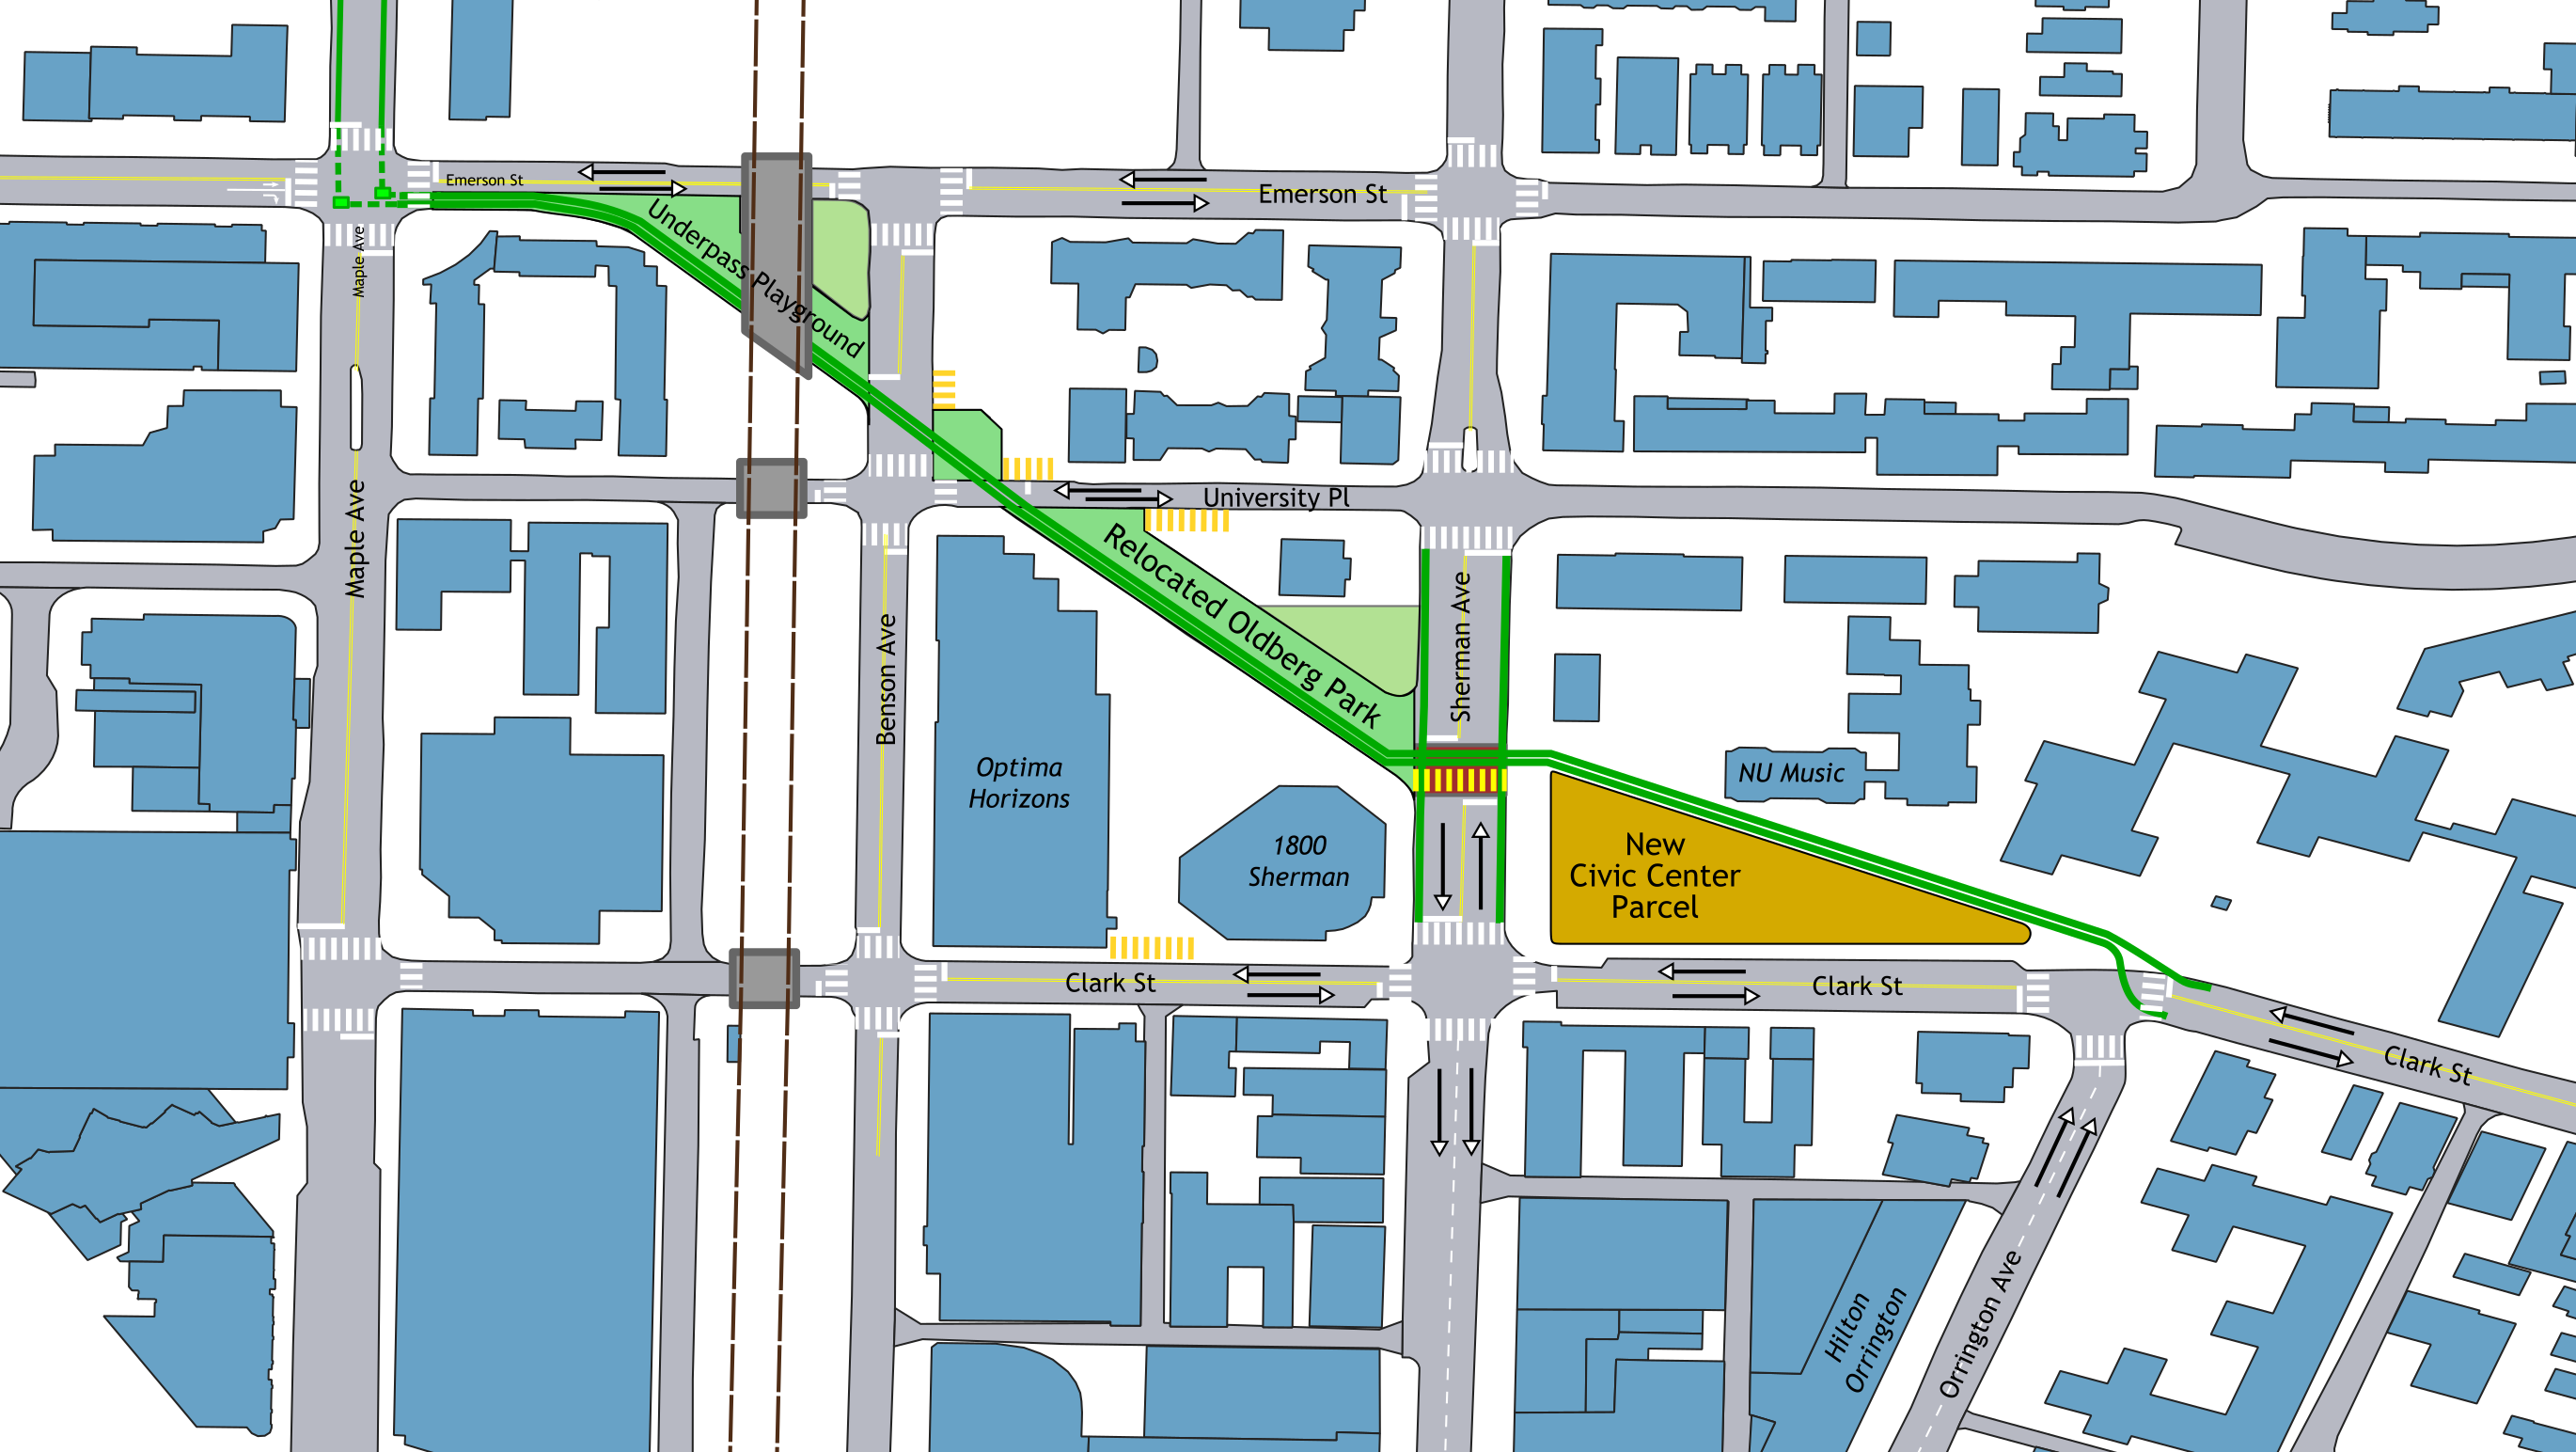 Emerson St
Emerson St
Maple Ave
Underpass Playground
University Pl
Maple Ave
Relocated Oldberg Park
Sherman Ave
Benson Ave
Optima
Horizons
NU Music
1800
Sherman
New
Civic Center
Parcel
Clark St
Clark St
Clark St
Hilton
Orrington
Orrington Ave